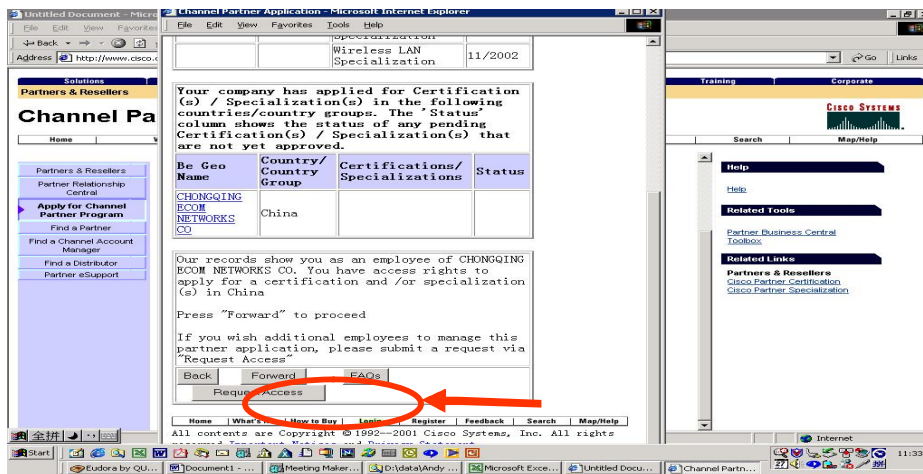 Untitled Document - Micro
Channel Partner Application - Microsoft Internet Explorer
File Edit View Favorites
File Edit View Favorites Tools Help
Back
Address http://www.cisco.
Go Links
Wireless LAN
Specialization
11/2002
Solutions
Training
Corporate
Partners & Resellers
Channel Pa
CISCO SYSTEMS
Home
Search
Map/Help
Partners & Resellers
Partner Relationship
Central
Apply for Channel
Partner Program
Find a Partner
Find a Channel Account
Manager
Find a Distributor
Partner eSupport
Your company has applied for Certification
(s) / Specialization(s) in the following
countries/country groups. The 'Status'
column shows the status of any pending
Certification(s) / Specialization(s) that
are not yet approved.
Be Geo
Name
Country/
Country
Group
Certifications/
Specializations
Status
CHONGQING
ECOM
NETWORKS
CO
China
Our records show you as an employee of CHONGQING
ECOM NETWORKS CO. You have access rights to
apply for a certification and /or specialization
(s) in China
Press "Forward" to proceed
If you wish additional employees to manage this
partner application, please submit a request via
"Request Access"
Back Forward FAQs
Request Access
Home What's New How to Buy Login Register Feedback Search Map/Help
All contents are Copyright © 1992--2001 Cisco Systems, Inc. All rights
Help
Help
Related Tools
Partner Business Central
Toolbox
Related Links
Partners & Resellers
Cisco Partner Certification
Cisco Partner Specialization
全拼
Internet
Start
Eudora by QU...
Document1 - ...
Meeting Maker...
D:\data\Andy ...
Microsoft Exce...
Untitled Docu...
Channel Partn...